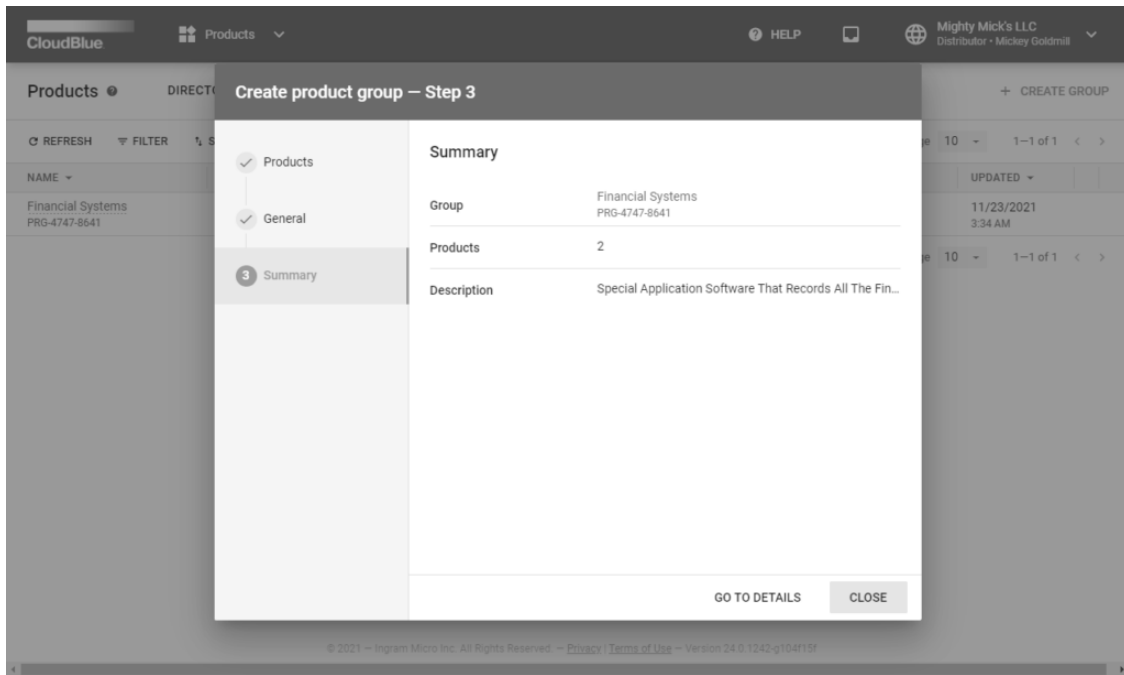 CloudBlue
Products
HELP
Mighty Mick's LLC
Distributor • Mickey Goldmill
Products
DIRECT
+ CREATE GROUP
Create product group — Step 3
REFRESH
FILTER
S
10
1—1 of 1
NAME
UPDATED
Financial Systems
PRG-4747-8641
11/23/2021
3:34 AM
10
1—1 of 1
Products
General
3 Summary
Summary
Group
Financial Systems
PRG-4747-8641
Products
2
Description
Special Application Software That Records All The Fin...
GO TO DETAILS
CLOSE
© 2021 — Ingram Micro Inc. All Rights Reserved. — Privacy | Terms of Use — Version 24.0.1242-g104f15f